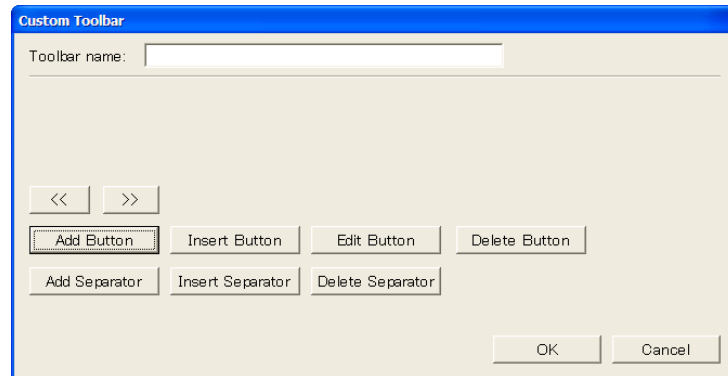 Custom Toolbar
Toolbar name:
<< >>
Add Button Insert Button Edit Button Delete Button
Add Separator Insert Separator Delete Separator
OK Cancel